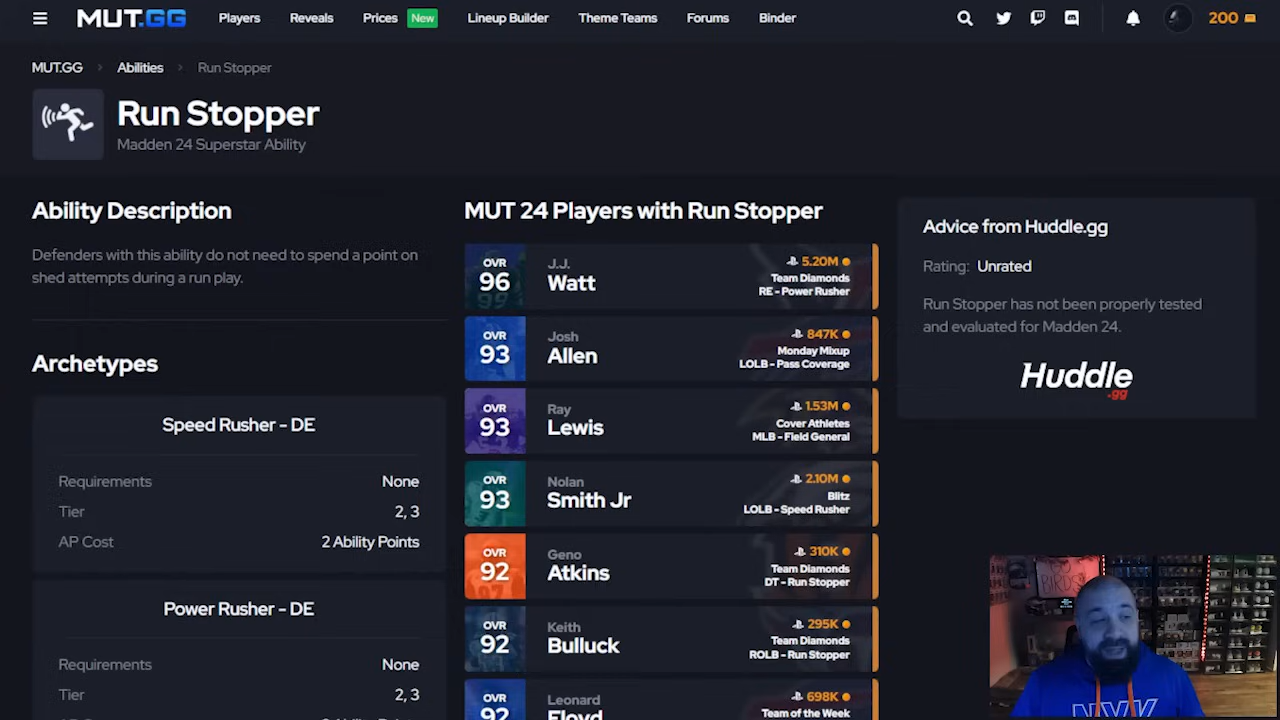 MUT.GG
Players
Reveals
Prices New
Lineup Builder
Theme Teams
Forums
Binder
200
MUT.GG > Abilities > Run Stopper
Run Stopper
Madden 24 Superstar Ability
Ability Description
Defenders with this ability do not need to spend a point on
shed attempts during a run play.
Archetypes
Speed Rusher - DE
Requirements None
Tier 2, 3
AP Cost 2 Ability Points
Power Rusher - DE
Requirements None
Tier 2, 3
MUT 24 Players with Run Stopper
OVR
96
J.J.
Watt
5.20M
Team Diamonds
RE - Power Rusher
OVR
93
Josh
Allen
847K
Monday Mixup
LOLB - Pass Coverage
OVR
93
Ray
Lewis
1.53M
Cover Athletes
MLB - Field General
OVR
93
Nolan
Smith Jr
2.10M
Blitz
LOLB - Speed Rusher
OVR
92
Geno
Atkins
310K
Team Diamonds
DT - Run Stopper
OVR
92
Keith
Bulluck
295K
Team Diamonds
ROLB - Run Stopper
OVR
92
Leonard
Floyd
698K
Team of the Week
Advice from Huddle.gg
Rating: Unrated
Run Stopper has not been properly tested
and evaluated for Madden 24.
Huddle
.gg
BIRDS